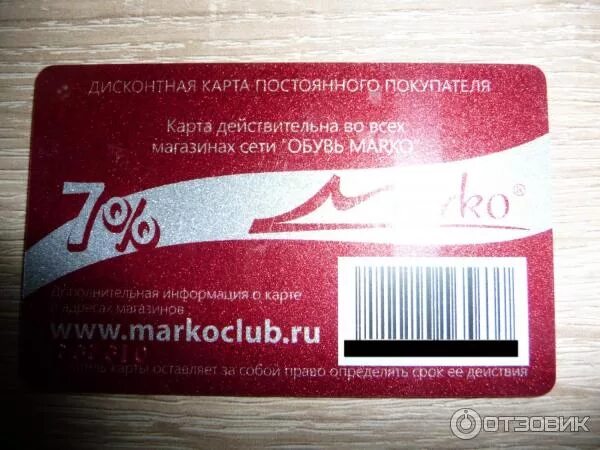 ДИСКОНТНАЯ КАРТА ПОСТОЯННОГО ПОКУПАТЕЛЯ
Карта действительна во всех
магазинах сети "ОБУВЬ MARKO"
7%
Marko®
Дополнительная информация о карте
и адресах магазинов
www.markoclub.ru
карты оставляет за собой право определять срок ее действия
ОТЗОВИК